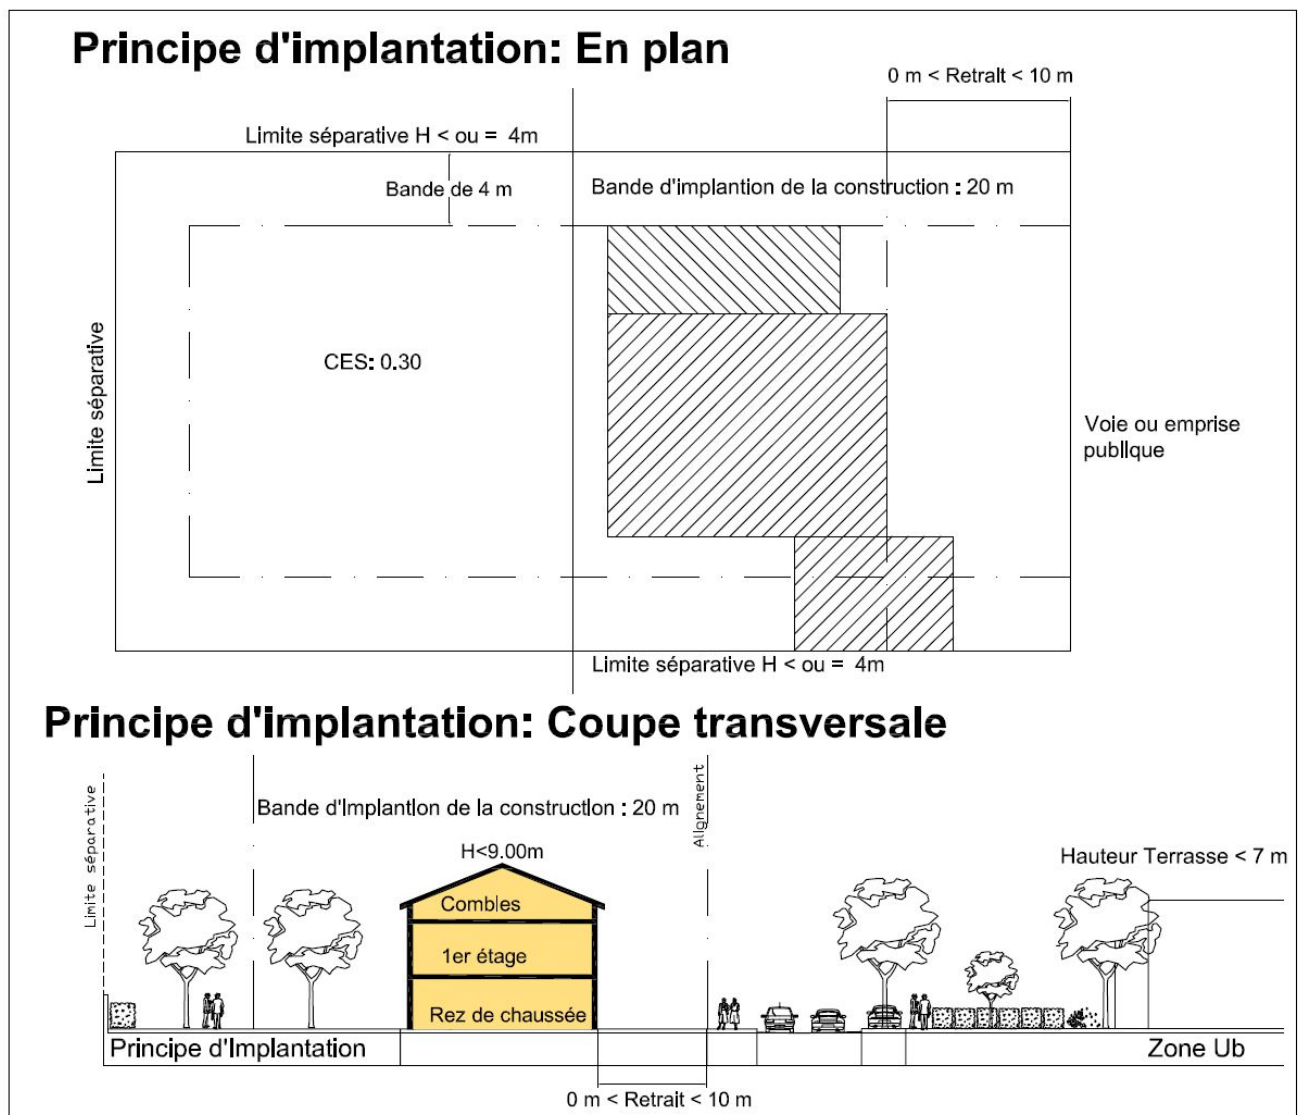 Principe d'implantation: En plan
0 m < Retrait < 10 m
Limite séparative H < ou = 4m
Bande de 4 m
Bande d'implantion de la construction : 20 m
Limite séparative
CES: 0.30
Voie ou emprise
publique
Limite séparative H < ou = 4m
Principe d'implantation: Coupe transversale
Limite séparative
Bande d'implantion de la construction : 20 m
Alignement
H<9.00m
Hauteur Terrasse < 7 m
Combles
1er étage
Rez de chaussée
Principe d'Implantation
Zone Ub
0 m < Retrait < 10 m